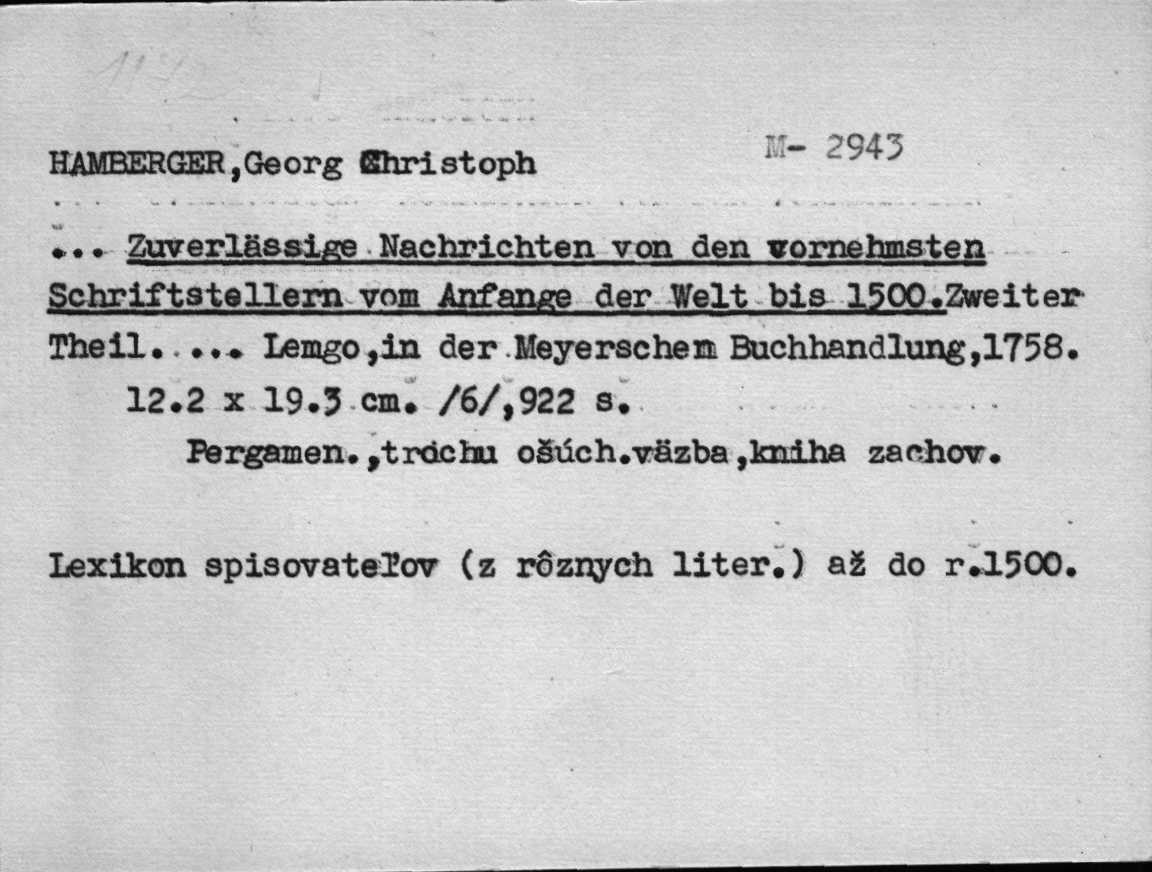 HAMBERGER,Georg Christoph M- 2943
... Zuverlässige Nachrichten von den vornehmsten
Schriftstellern vom Anfange der Welt bis 1500.Zweiter
Theil. ... Lemgo,in der Meyerschen Buchhandlung,1758.
12.2 x 19.3 cm. /6/,922 s.
Pergamen.,trochu ošúch.väzba,kniha zachov.
Lexikon spisovateľov (z rôznych liter.) až do r.1500.